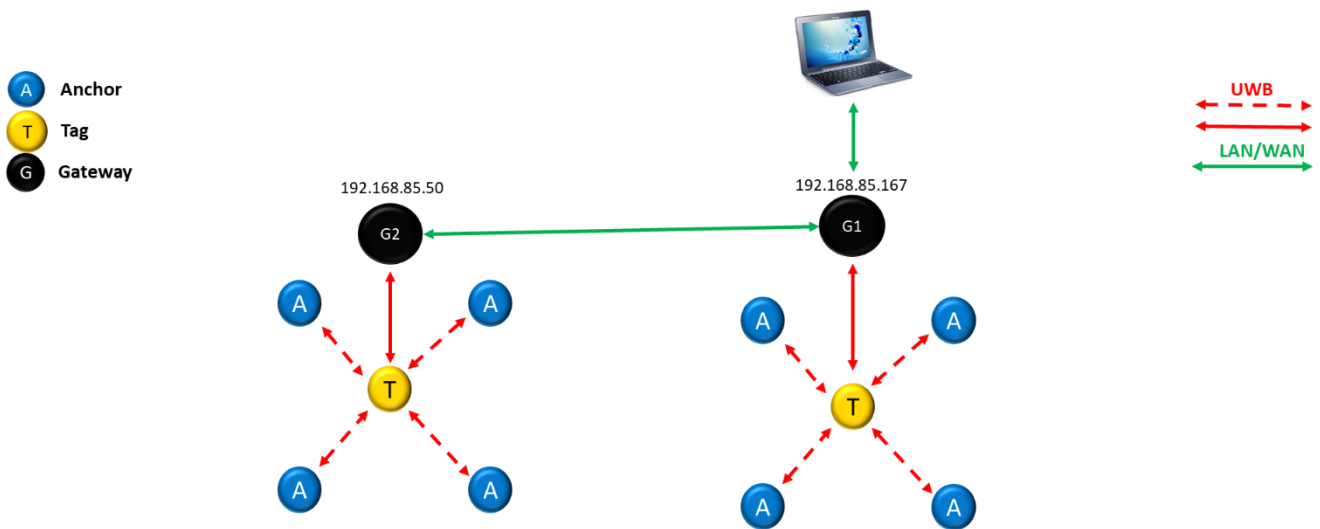 A Anchor
T Tag
G Gateway
UWB
LAN/WAN
192.168.85.50
192.168.85.167
G2
G1
A
A
A
A
T
T
A
A
A
A